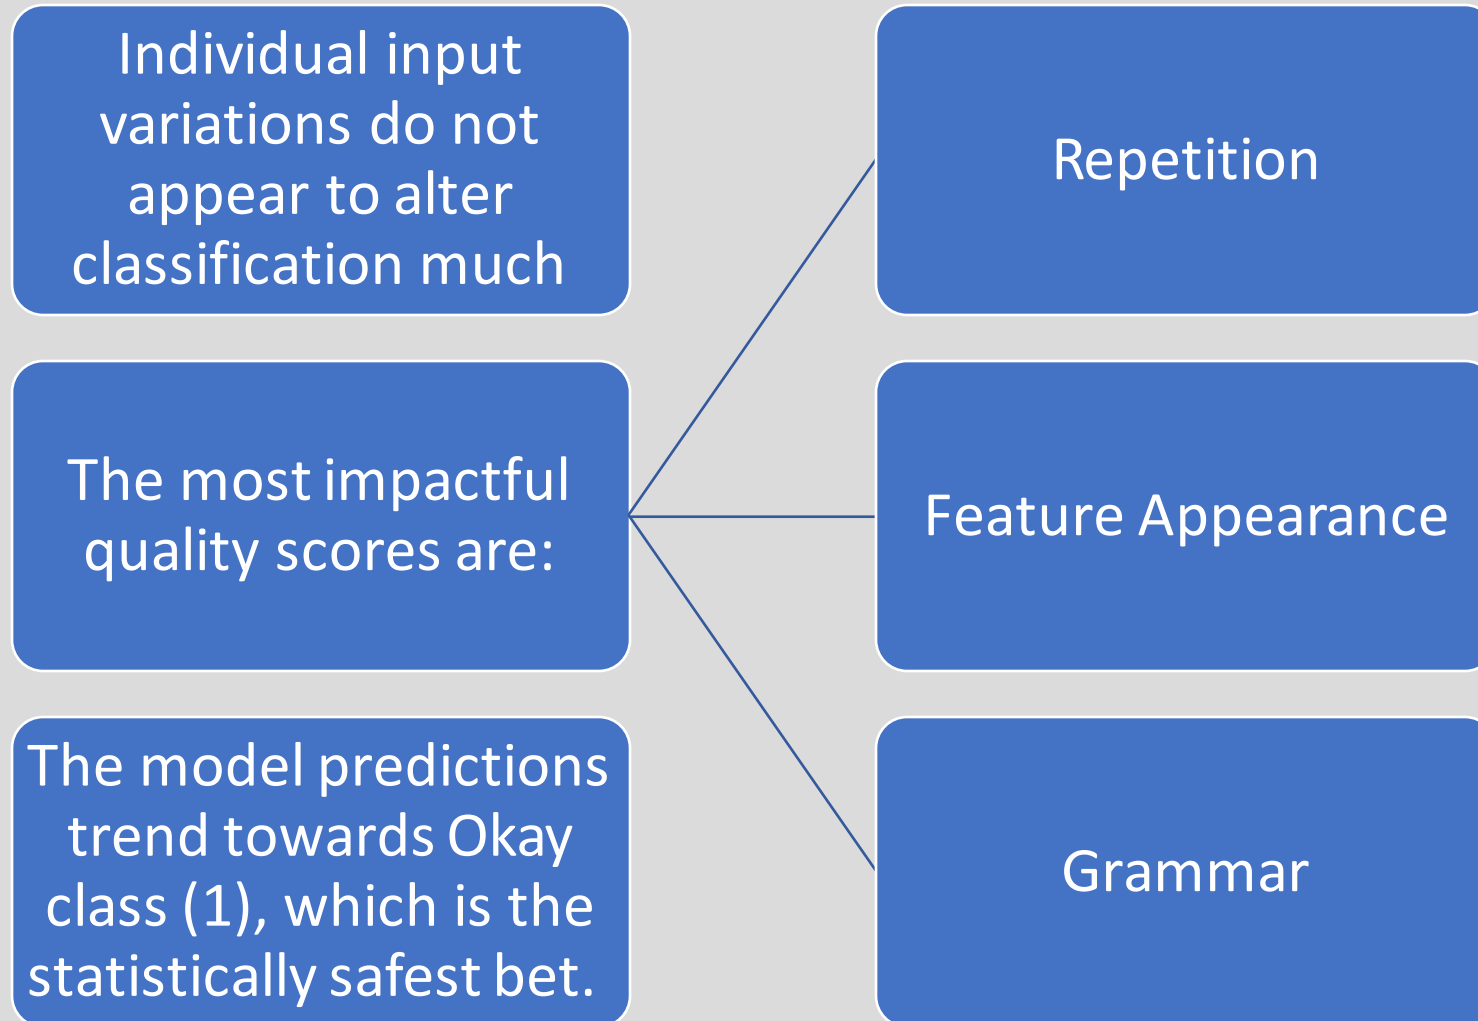 Individual input
variations do not
appear to alter
classification much
The most impactful
quality scores are:
Repetition
Feature Appearance
Grammar
The model predictions
trend towards Okay
class (1), which is the
statistically safest bet.